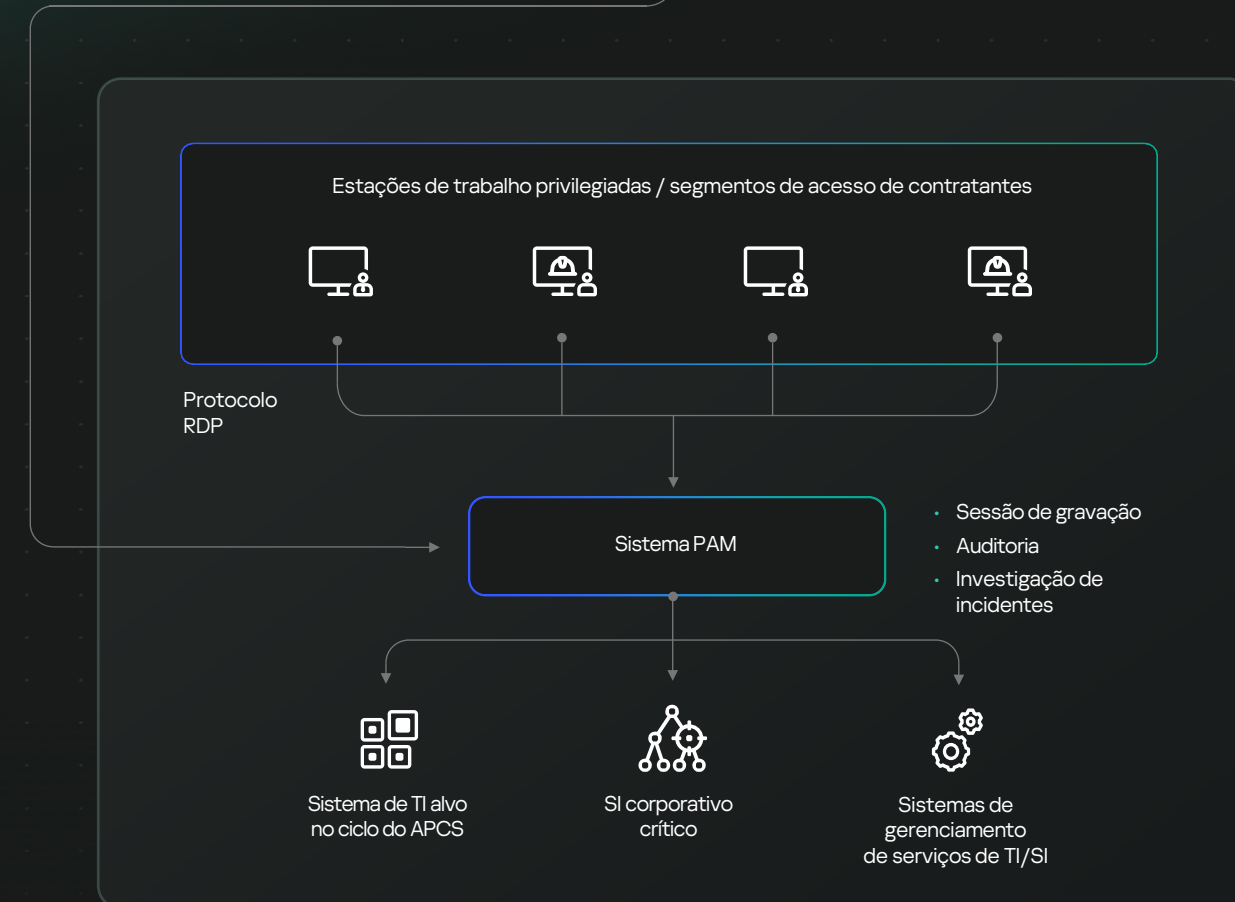 Estações de trabalho privilegiadas / segmentos de acesso de contratantes
Protocolo
RDP
Sistema PAM
• Sessão de gravação
• Auditoria
• Investigação de
incidentes
Sistema de TI alvo
no ciclo do APCS
SI corporativo
crítico
Sistemas de
gerenciamento
de serviços de TI/SI